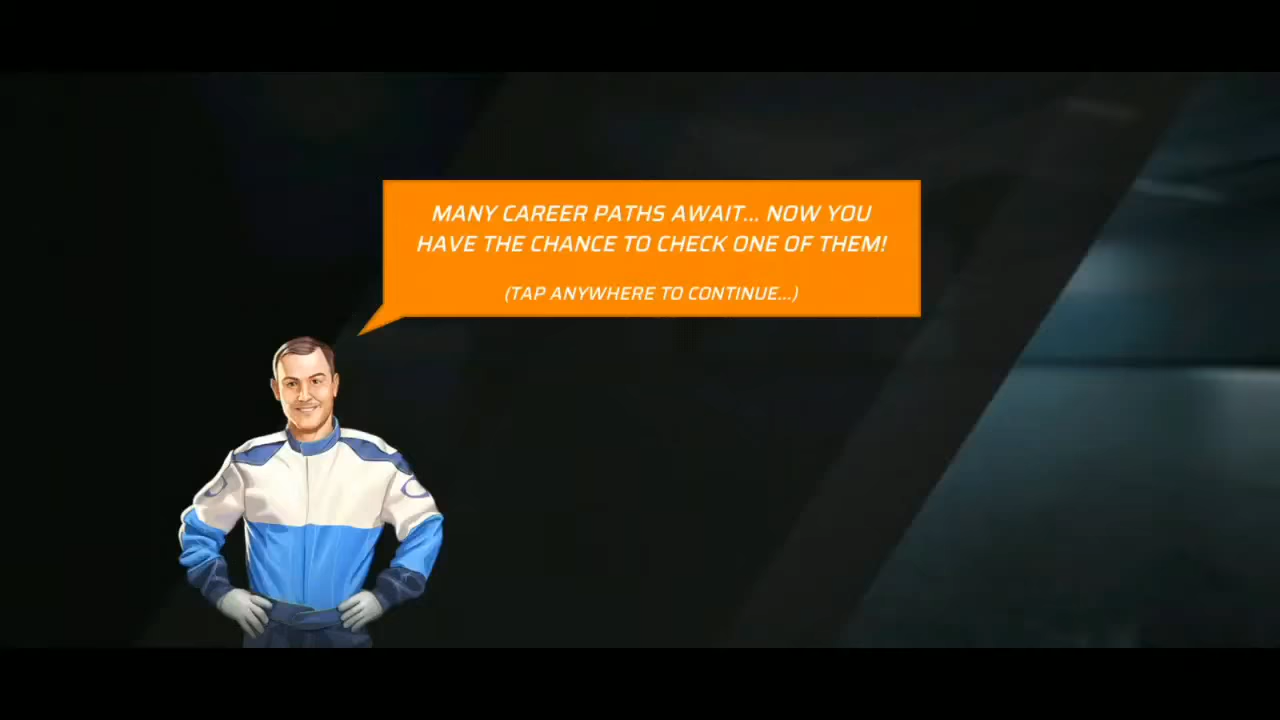 MANY CAREER PATHS AWAIT... NOW YOU
HAVE THE CHANCE TO CHECK ONE OF THEM!
(TAP ANYWHERE TO CONTINUE...)